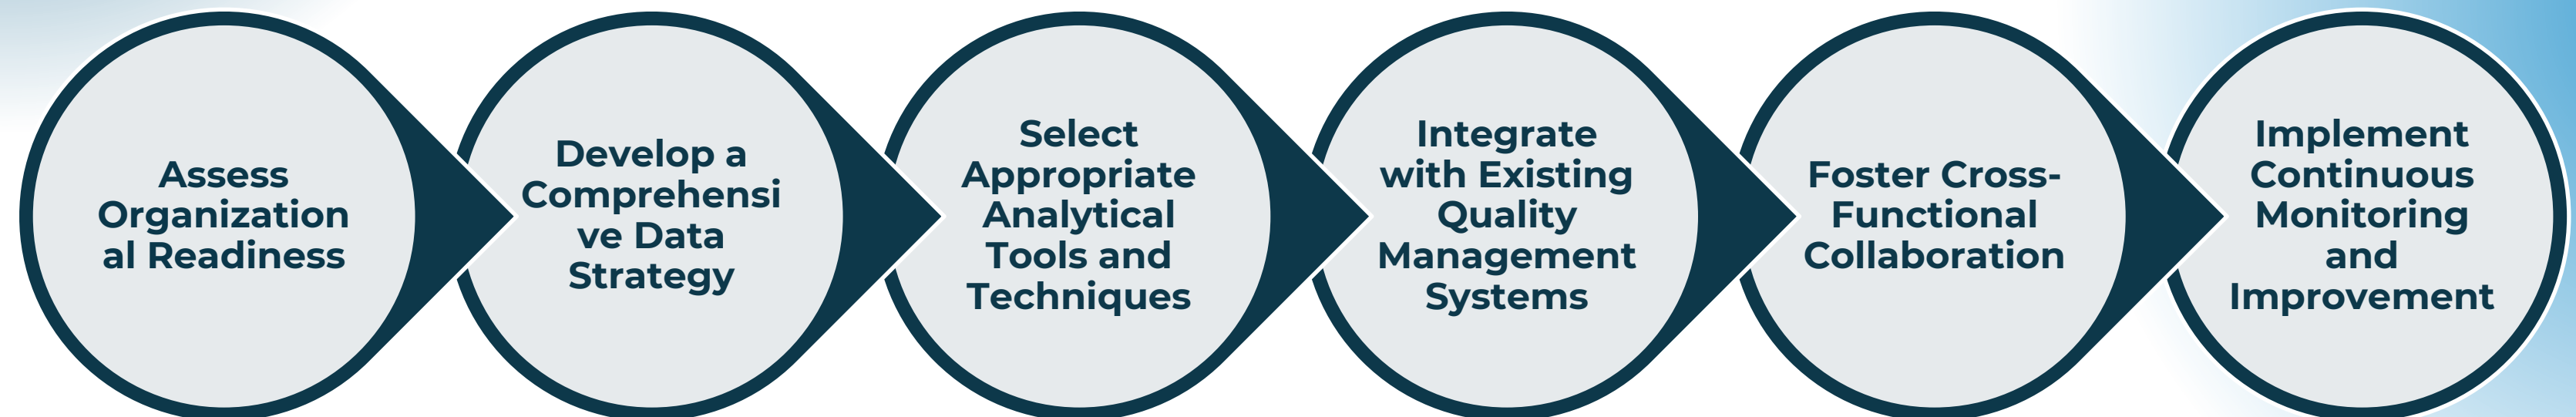 Assess
Organization
al Readiness
Develop a
Comprehensi
ve Data
Strategy
Select
Appropriate
Analytical
Tools and
Techniques
Integrate
with Existing
Quality
Management
Systems
Foster Cross-
Functional
Collaboration
Implement
Continuous
Monitoring
and
Improvement